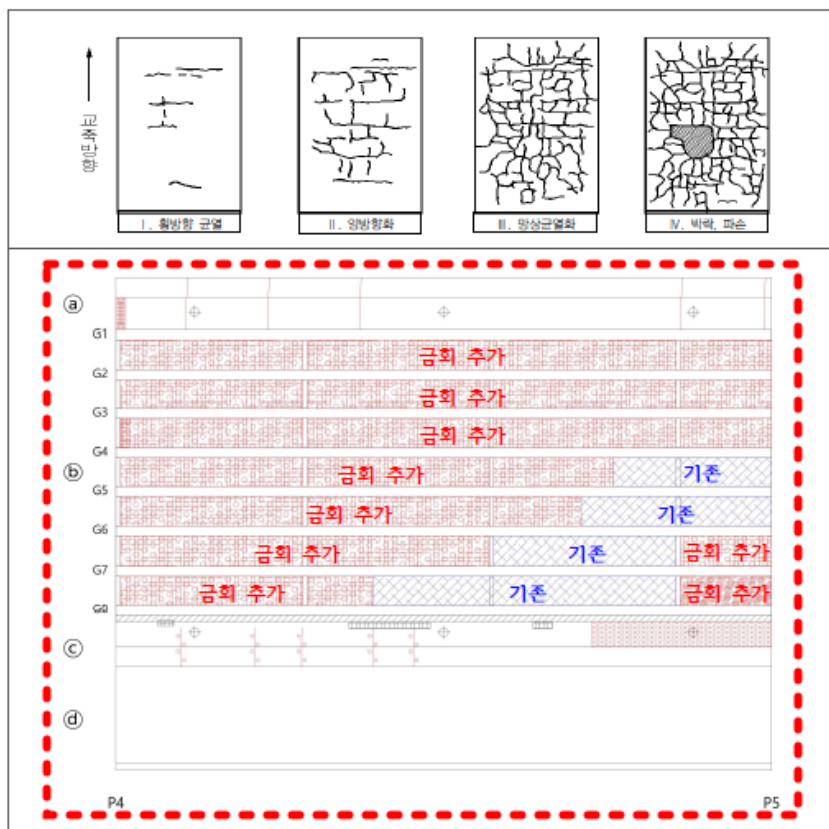 교축방향
Ⅰ. 횡방향 균열
Ⅱ. 양방향화
Ⅲ. 망상균열화
Ⅳ. 박락, 파손
ⓐ
G1
금회 추가
G2
금회 추가
G3
금회 추가
G4
ⓑ
금회 추가
기존
G5
금회 추가
기존
G6
금회 추가
기존
금회 추가
G7
금회 추가
기존
금회 추가
ⓒ
ⓓ
P4
P5